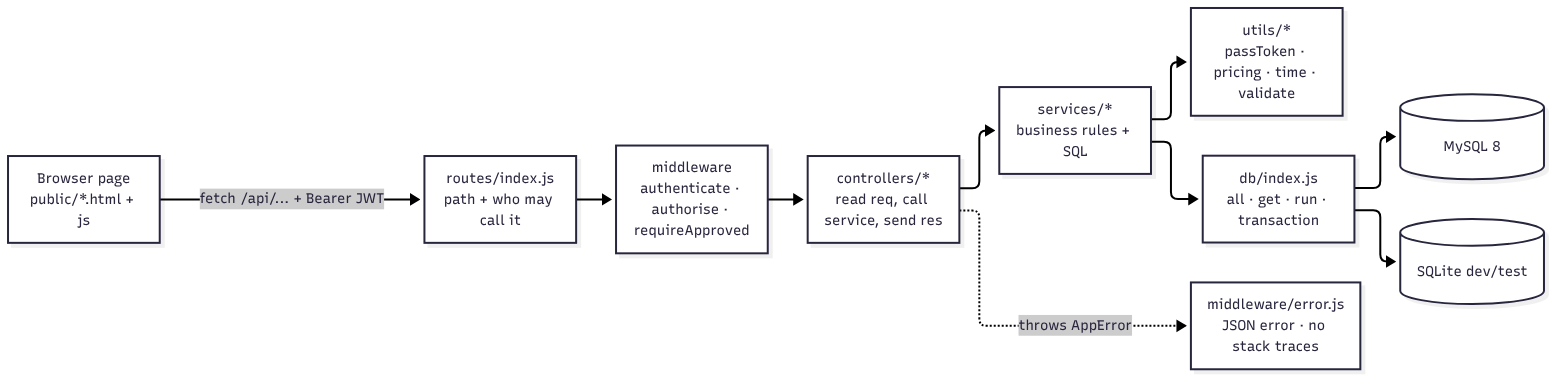 Browser page
public/*.html +
js
fetch /api/... + Bearer JWT
routes/index.js
path + who may
call it
middleware
authenticate ·
authorise ·
requireApproved
controllers/*
read req, call
service, send res
services/*
business rules +
SQL
utils/*
passToken ·
pricing · time ·
validate
db/index.js
all · get · run ·
transaction
MySQL 8
SQLite dev/test
throws AppError
middleware/error.js
JSON error · no
stack traces